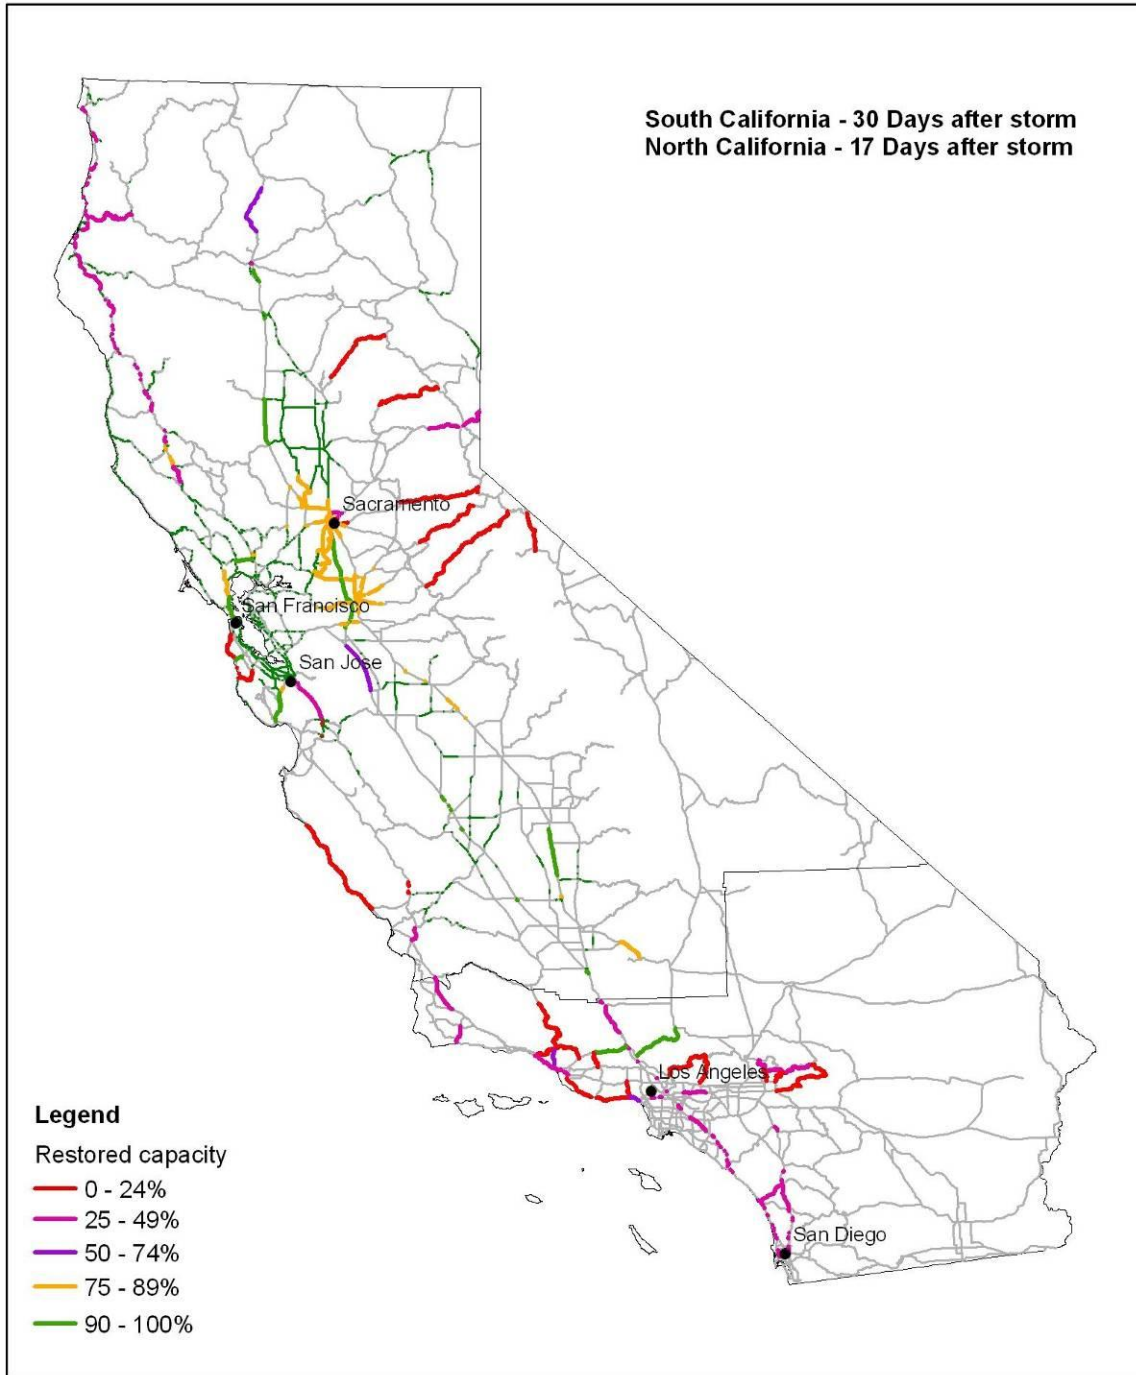 South California - 30 Days after storm
North California - 17 Days after storm
Sacramento
San Francisco
San Jose
Los Angeles
San Diego
Legend
Restored capacity
0 - 24%
25 - 49%
50 - 74%
75 - 89%
90 - 100%